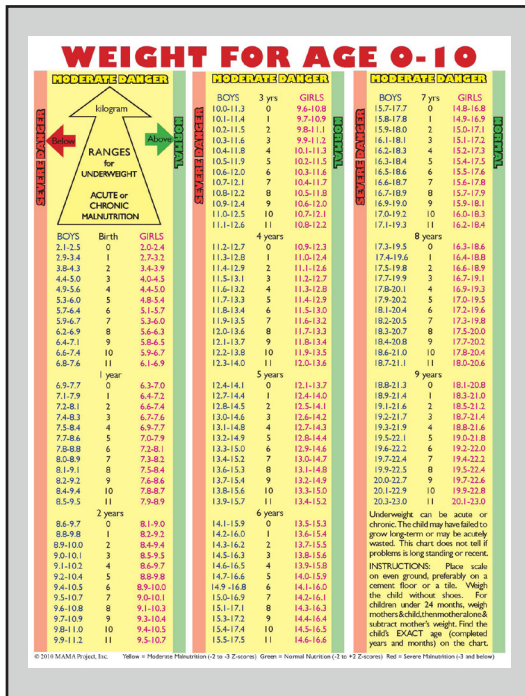 WEIGHT FOR AGE 0-10
MODERATE DANGER
SEVERE DANGER
NORMAL
kilogram
Below
Above
RANGES
for
UNDERWEIGHT
ACUTE or
CHRONIC
MALNUTRITION
BOYS Birth GIRLS
2.1-2.5 0 2.0-2.4
2.9-3.4 1 2.7-3.2
3.8-4.3 2 3.4-3.9
4.4-5.0 3 4.0-4.5
4.9-5.6 4 4.4-5.0
5.3-6.0 5 4.8-5.4
5.7-6.4 6 5.1-5.7
5.9-6.7 7 5.3-6.0
6.2-6.9 8 5.6-6.3
6.4-7.1 9 5.8-6.5
6.6-7.4 10 5.9-6.7
6.8-7.6 11 6.1-6.9
1 year
6.9-7.7 0 6.3-7.0
7.1-7.9 1 6.4-7.2
7.2-8.1 2 6.6-7.4
7.4-8.3 3 6.7-7.6
7.5-8.4 4 6.9-7.7
7.7-8.6 5 7.0-7.9
7.8-8.8 6 7.2-8.1
8.0-8.9 7 7.3-8.2
8.1-9.1 8 7.5-8.4
8.2-9.2 9 7.6-8.6
8.4-9.4 10 7.8-8.7
8.5-9.5 11 7.9-8.9
2 years
8.6-9.7 0 8.1-9.0
8.8-9.8 1 8.2-9.2
8.9-10.0 2 8.4-9.4
9.0-10.1 3 8.5-9.5
9.1-10.2 4 8.6-9.7
9.2-10.4 5 8.8-9.8
9.4-10.5 6 8.9-10.0
9.5-10.7 7 9.0-10.1
9.6-10.8 8 9.1-10.3
9.7-10.9 9 9.3-10.4
9.8-11.0 10 9.4-10.5
9.9-11.2 11 9.5-10.7
MODERATE DANGER
SEVERE DANGER
NORMAL
BOYS 3 yrs GIRLS
10.0-11.3 0 9.6-10.8
10.1-11.4 1 9.7-10.9
10.2-11.5 2 9.8-11.1
10.3-11.6 3 9.9-11.2
10.4-11.8 4 10.1-11.3
10.5-11.9 5 10.2-11.5
10.6-12.0 6 10.3-11.6
10.7-12.1 7 10.4-11.7
10.8-12.2 8 10.5-11.8
10.9-12.4 9 10.6-12.0
11.0-12.5 10 10.7-12.1
11.1-12.6 11 10.8-12.2
4 years
11.2-12.7 0 10.9-12.3
11.3-12.8 1 11.0-12.4
11.4-12.9 2 11.1-12.6
11.5-13.1 3 11.2-12.7
11.6-13.2 4 11.3-12.8
11.7-13.3 5 11.4-12.9
11.8-13.4 6 11.5-13.0
11.9-13.5 7 11.6-13.2
12.0-13.6 8 11.7-13.3
12.1-13.7 9 11.8-13.4
12.2-13.8 10 11.9-13.5
12.3-14.0 11 12.0-13.6
5 years
12.4-14.1 0 12.1-13.7
12.7-14.4 1 12.4-14.0
12.8-14.5 2 12.5-14.1
13.0-14.6 3 12.6-14.2
13.1-14.8 4 12.7-14.3
13.2-14.9 5 12.8-14.4
13.3-15.0 6 12.9-14.6
13.4-15.2 7 13.0-14.7
13.6-15.3 8 13.1-14.8
13.7-15.4 9 13.2-14.9
13.8-15.6 10 13.3-15.0
13.9-15.7 11 13.4-15.2
6 years
14.1-15.9 0 13.5-15.3
14.2-16.0 1 13.6-15.4
14.3-16.2 2 13.7-15.5
14.5-16.3 3 13.8-15.6
14.6-16.5 4 13.9-15.8
14.7-16.6 5 14.0-15.9
14.9 -16.8 6 14.1-16.0
15.0-16.9 7 14.2-16.1
15.1-17.1 8 14.3-16.3
15.3-17.2 9 14.4-16.4
15.4-17.4 10 14.5-16.5
15.5-17.5 11 14.6-16.6
MODERATE DANGER
SEVERE DANGER
NORMAL
BOYS 7 yrs GIRLS
15.7-17.7 0 14.8-16.8
15.8-17.8 1 14.9-16.9
15.9-18.0 2 15.0-17.1
16.1-18.1 3 15.1-17.2
16.2-18.3 4 15.2-17.3
16.3-18.4 5 15.4-17.5
16.5-18.6 6 15.5-17.6
16.6-18.7 7 15.6-17.8
16.7-18.9 8 15.7-17.9
16.9-19.0 9 15.9-18.1
17.0-19.2 10 16.0-18.3
17.1-19.3 11 16.2-18.4
8 years
17.3-19.5 0 16.3-18.6
17.4-19.6 1 16.4-18.8
17.5-19.8 2 16.6-18.9
17.7-19.9 3 16.7-19.1
17.8-20.1 4 16.9-19.3
17.9-20.2 5 17.0-19.5
18.1-20.4 6 17.2-19.6
18.2-20.5 7 17.3-19.8
18.3-20.7 8 17.5-20.0
18.4-20.8 9 17.7-20.2
18.6-21.0 10 17.8-20.4
18.7-21.1 11 18.0-20.6
9 years
18.8-21.3 0 18.1-20.8
18.9-21.4 1 18.3-21.0
19.1-21.6 2 18.5-21.2
19.2-21.7 3 18.7-21.4
19.3-21.9 4 18.8-21.6
19.5-22.1 5 19.0-21.8
19.6-22.2 6 19.2-22.0
19.7-22.4 7 19.4-22.2
19.9-22.5 8 19.5-22.4
20.0-22.7 9 19.7-22.6
20.1-22.9 10 19.9-22.8
20.3-23.0 11 20.1-23.0
Underweight can be acute or
chronic. The child may have failed to
grow long-term or may be acutely
wasted. This chart does not tell if
problems is long standing or recent.
INSTRUCTIONS: Place scale
on even ground, preferably on a
cement floor or a tile. Weigh
the child without shoes. For
children under 24 months, weigh
mother&child,then mother alone &
subtract mother's weight. Find the
child's EXACT age (completed
years and months) on the chart.
© 2010 MAMA Project, Inc. Yellow = Moderate Malnutrition (-2 to -3 Z-scores) Green = Normal Nutrition (-2 to +2 Z-scores) Red = Severe Malnutrition (-3 and below)